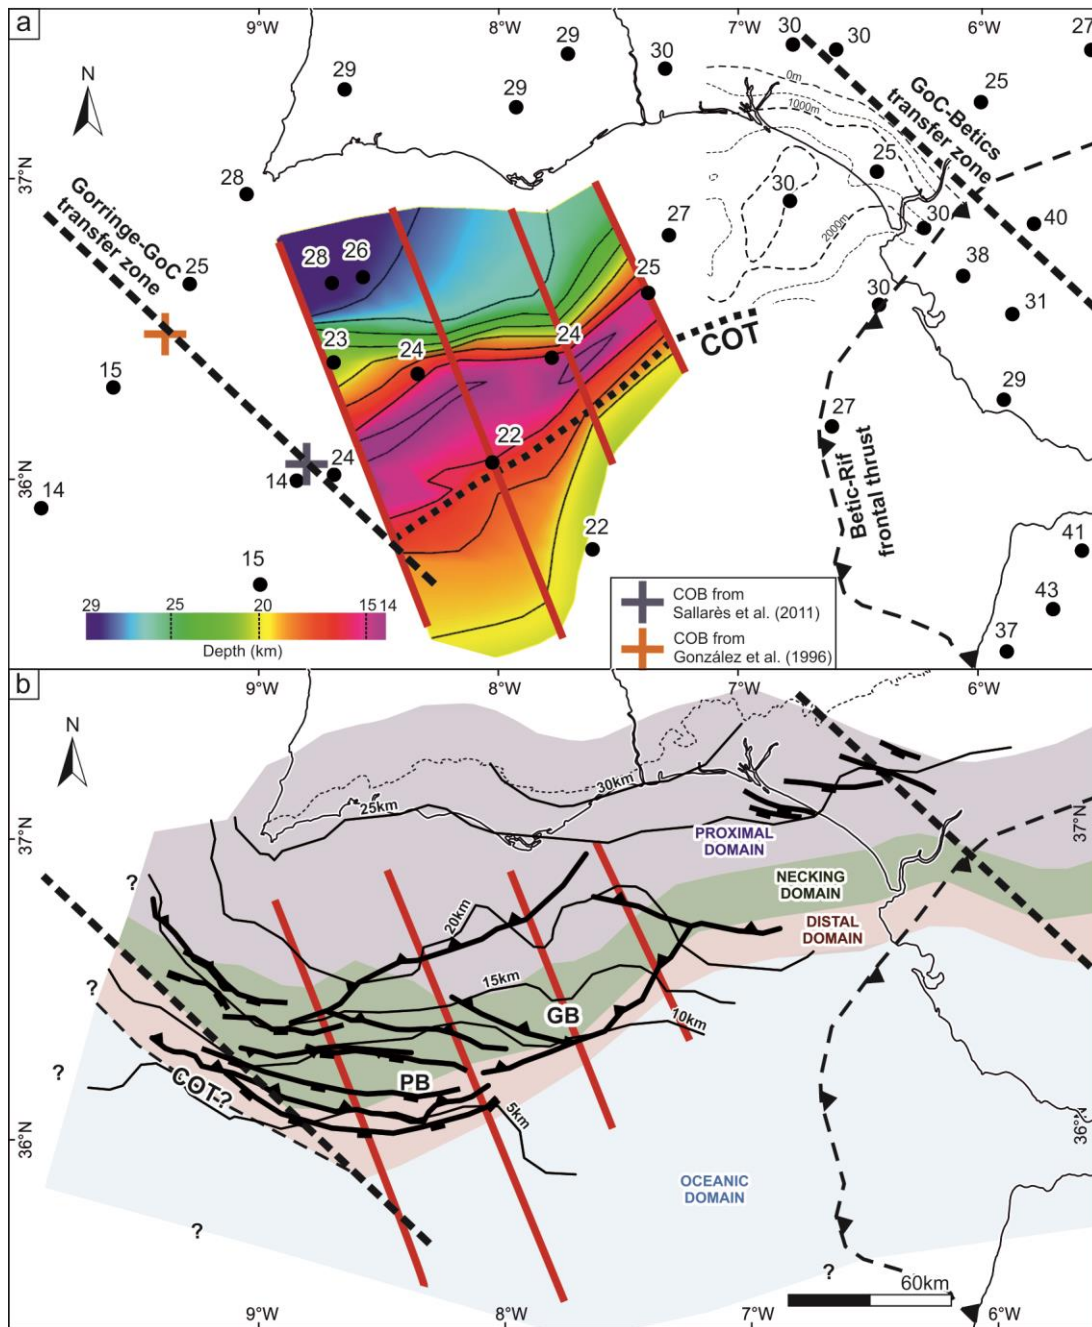 a
9°W
8°W
7°W
6°W
N
37°N
36°N
29
29
29
30
30
30
27
25
0m
1000m
GoC-Betics
transfer zone
25
28
Gorringe-GoC
transfer zone
30
2000m
30
40
27
38
25
28
26
25
30
31
23
24
24
COT
15
29
27
22
24
14
14
Betic-Rif
frontal thrust
22
15
41
43
37
29
25
20
15
14
Depth (km)
COB from
Sallarès et al. (2011)
COB from
González et al. (1996)
b
9°W
8°W
7°W
6°W
N
37°N
37°N
36°N
36°N
30km
25km
PROXIMAL
DOMAIN
NECKING
DOMAIN
DISTAL
DOMAIN
?
20km
15km
GB
10km
?
?
COT?
PB
5km
OCEANIC
DOMAIN
?
?
60km
9°W
8°W
7°W
6°W